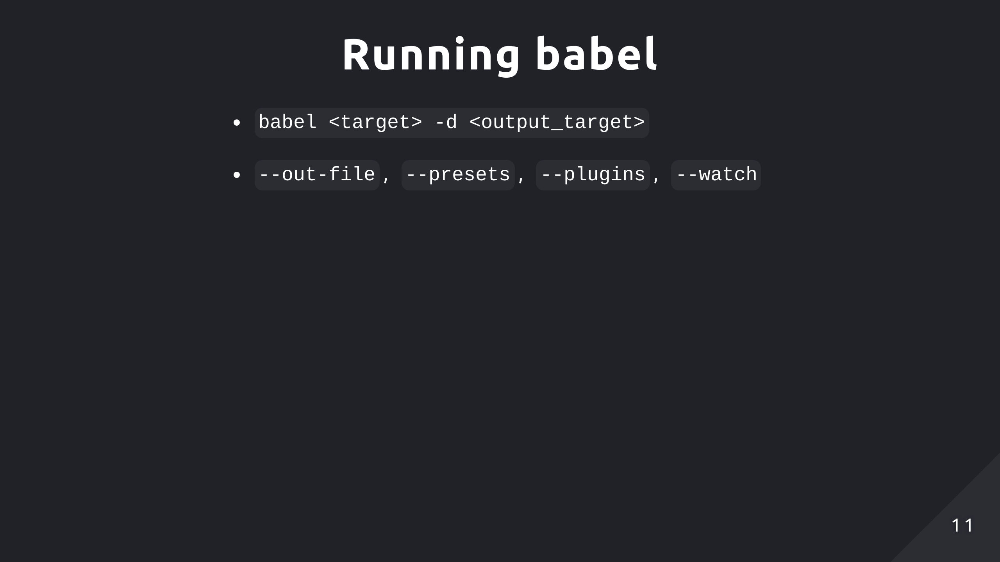 Running babel
• babel <target> -d <output_target>
• --out-file, --presets, --plugins, --watch
11